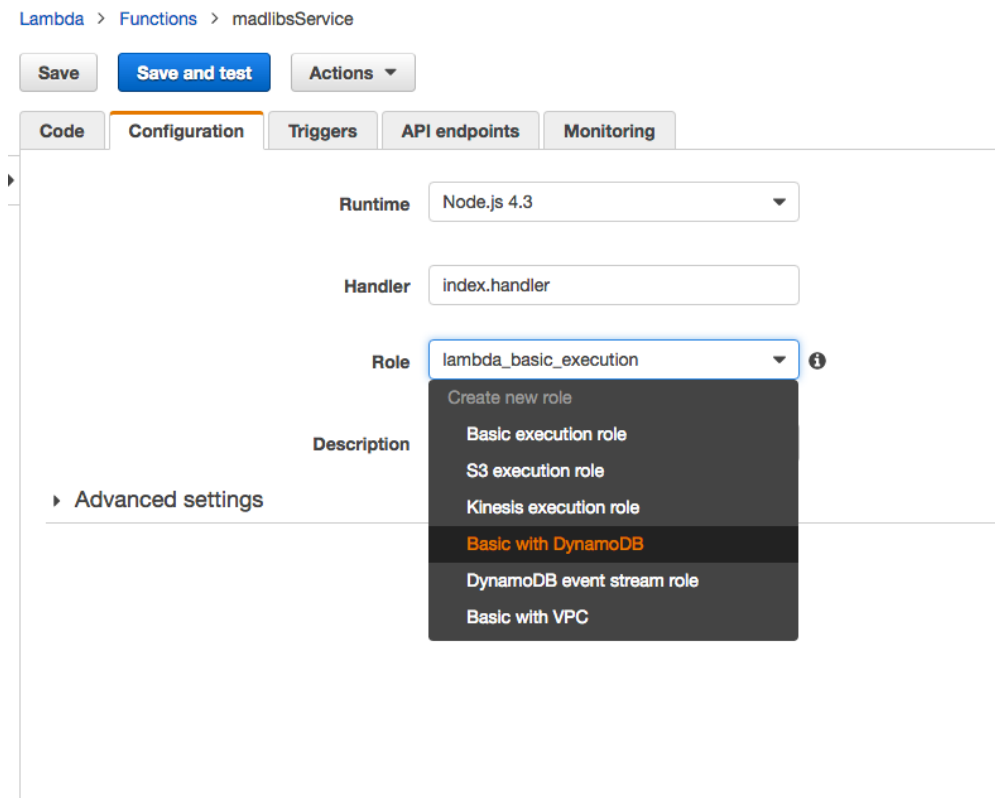 Lambda > Functions > madlibsService
Save Save and test Actions
Code Configuration Triggers API endpoints Monitoring
Runtime Node.js 4.3
Handler index.handler
Role lambda_basic_execution
Create new role
Basic execution role
Description
S3 execution role
Advanced settings
Kinesis execution role
Basic with DynamoDB
DynamoDB event stream role
Basic with VPC